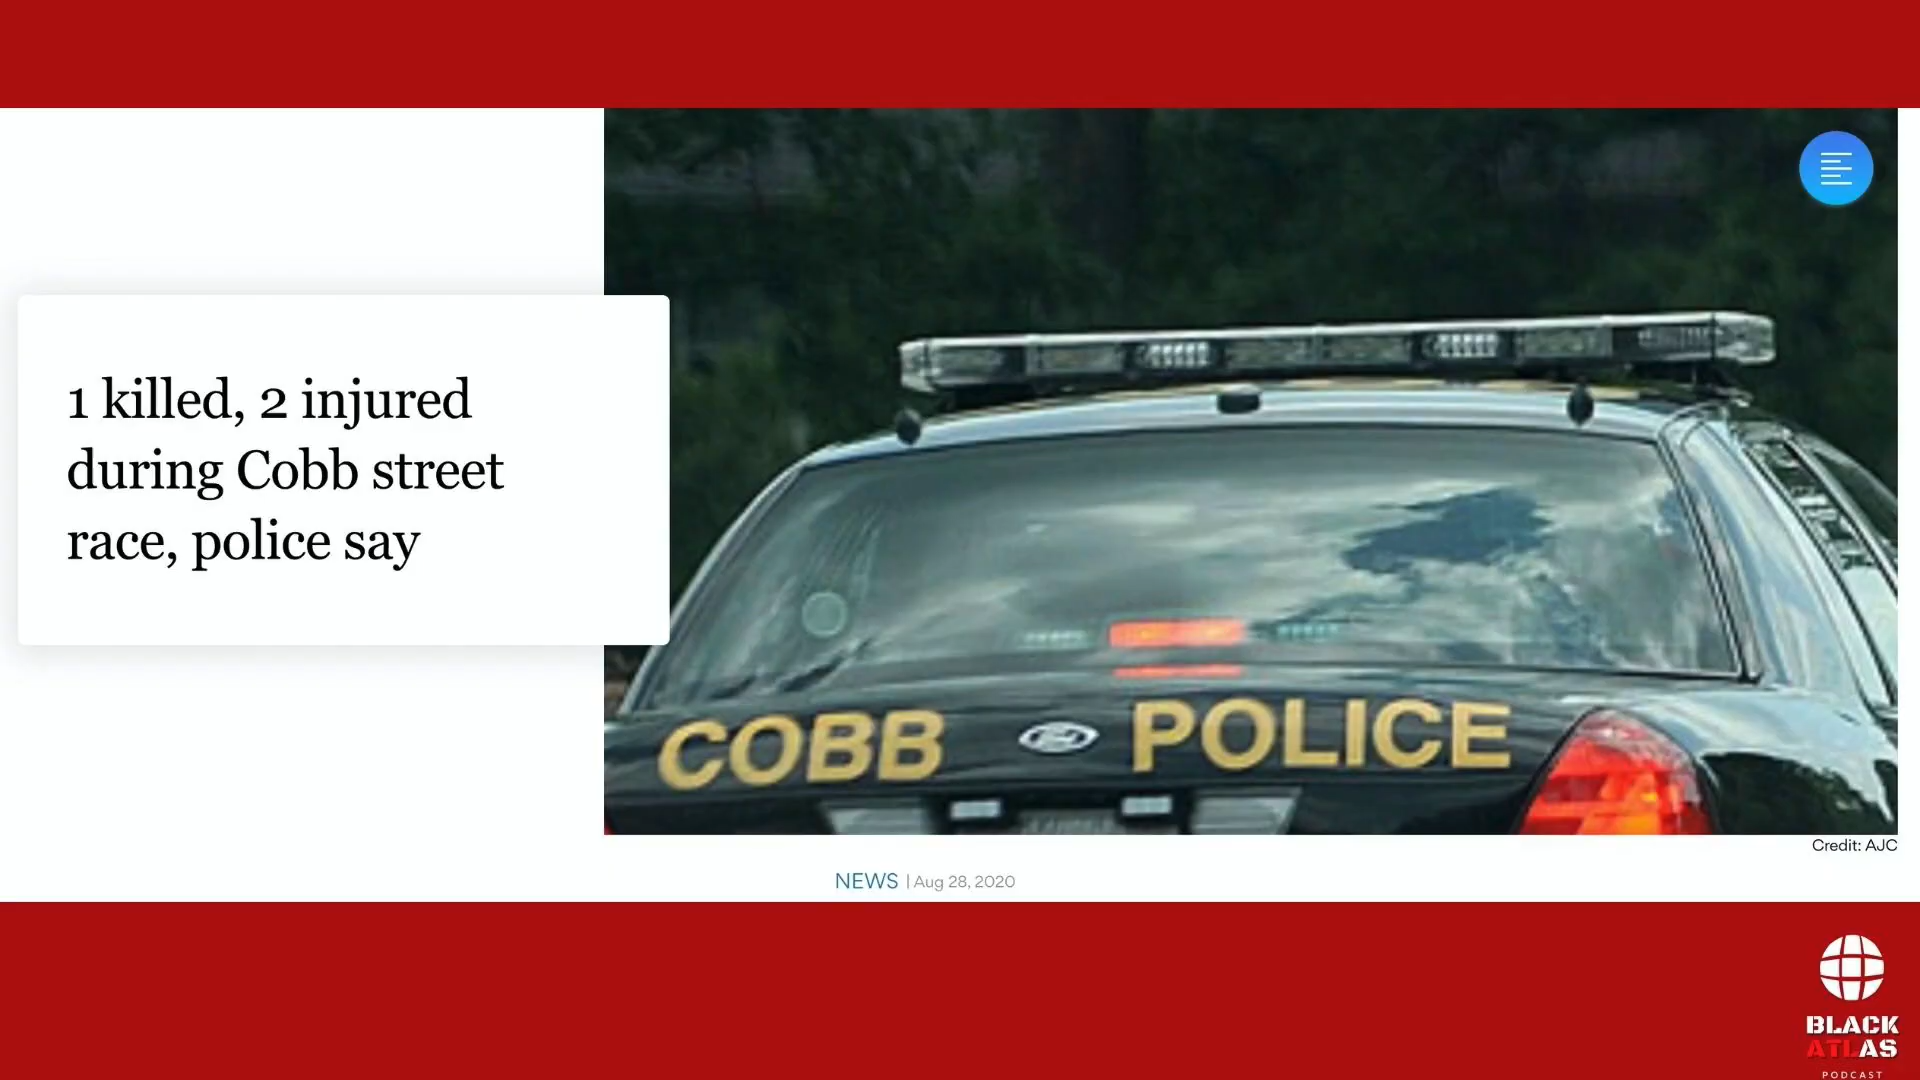 1 killed, 2 injured
during Cobb street
race, police say
COBB POLICE
Credit: AJC
NEWS | Aug 28, 2020
BLACK
ATLAS
PODCAST